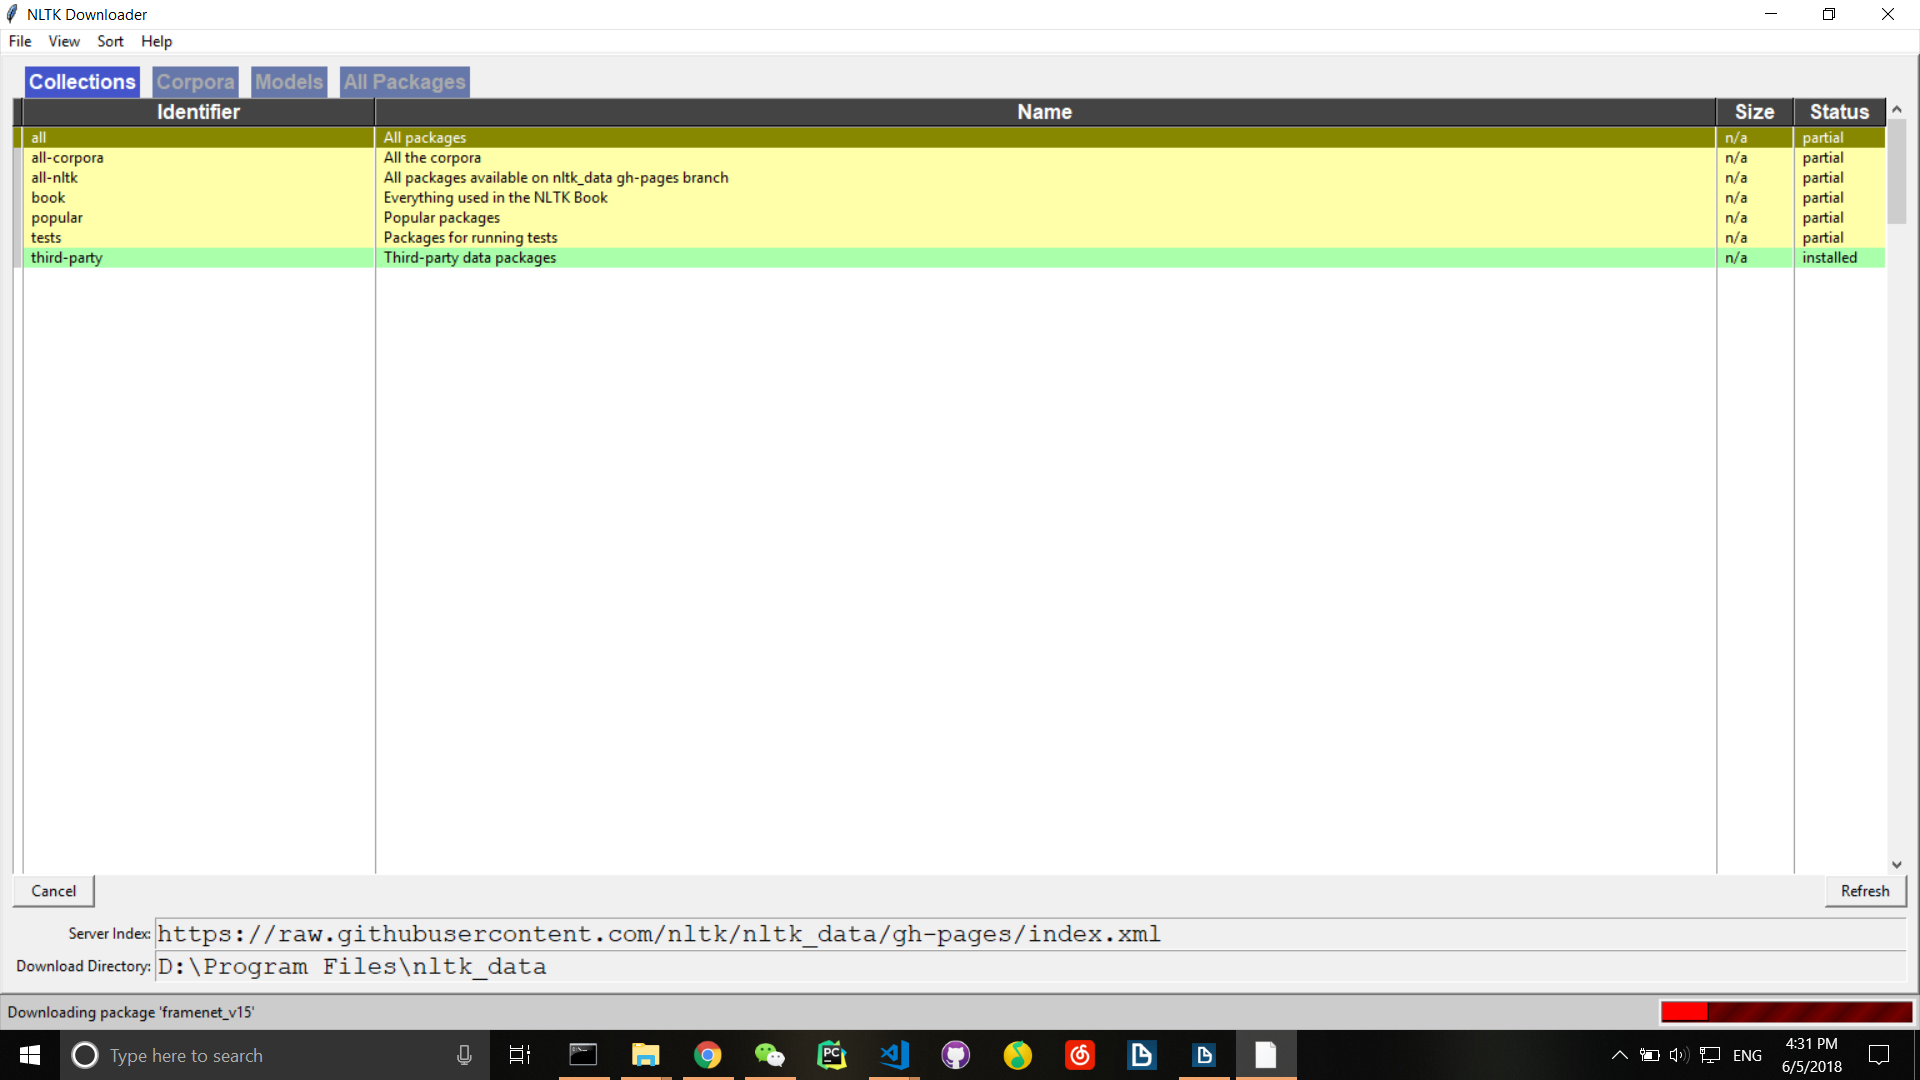 NLTK Downloader
File View Sort Help
Collections Corpora Models All Packages
Identifier Name Size Status
all All packages n/a partial
all-corpora All the corpora n/a partial
all-nltk All packages available on nltk_data gh-pages branch n/a partial
book Everything used in the NLTK Book n/a partial
popular Popular packages n/a partial
tests Packages for running tests n/a partial
third-party Third-party data packages n/a installed
Cancel Refresh
Server Index: https://raw.githubusercontent.com/nltk/nltk_data/gh-pages/index.xml
Download Directory: D:\Program Files\nltk_data
Downloading package 'framenet_v15'
Type here to search
PC
ENG
4:31 PM
6/5/2018